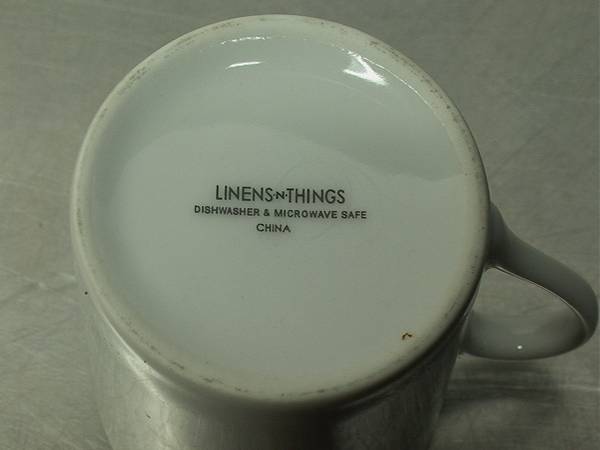 LINENS·N·THINGS
DISHWASHER & MICROWAVE SAFE
CHINA